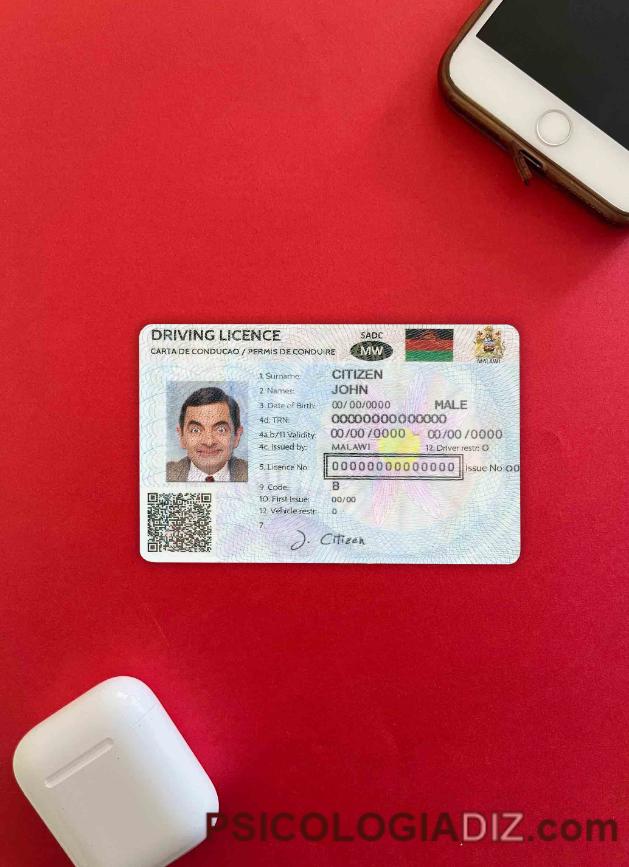 DRIVING LICENCE
CARTA DE CONDUCAO / PERMIS DE CONDUIRE
SADC
MW
MALAWI
1. Surname: CITIZEN
2. Names: JOHN
3. Date of Birth: 00/00/0000 MALE
4d. TRN: 00000000000000
4a.b/11 Validity: 00/00/0000 - 00/00/0000
4c. Issued by: MALAWI 12. Driver restr: 0
5. Licence No: 00000000000000 Issue No 00
9. Code: B
10. First Issue: 00/00
12. Vehicle restr: 0
7. J. Citizen
PSICOLOGIADIZ.com